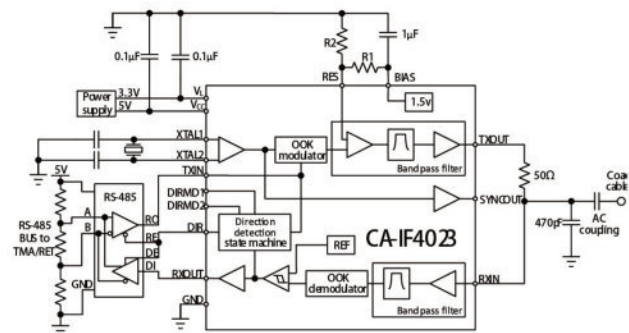 1μF
R2
R1
0.1μF
0.1μF
RES
BIAS
1.5v
Power supply
3.3V
5V
VL
VCC
XTAL1
XTAL2
OOK modulator
Band pass filter
TXOUT
TXIN
50Ω
Coax cable
SYNCOUT
5V
RS-485
DIRMD1
DIRMD2
Direction detection state machine
DIR
REF
CA-IF4023
470pF
AC coupling
A
B
RO
RE
DE
DI
RS-485 BUS to TMA/RET
GND
RXOUT
GND
OOK demodulator
Band pass filter
RXIN